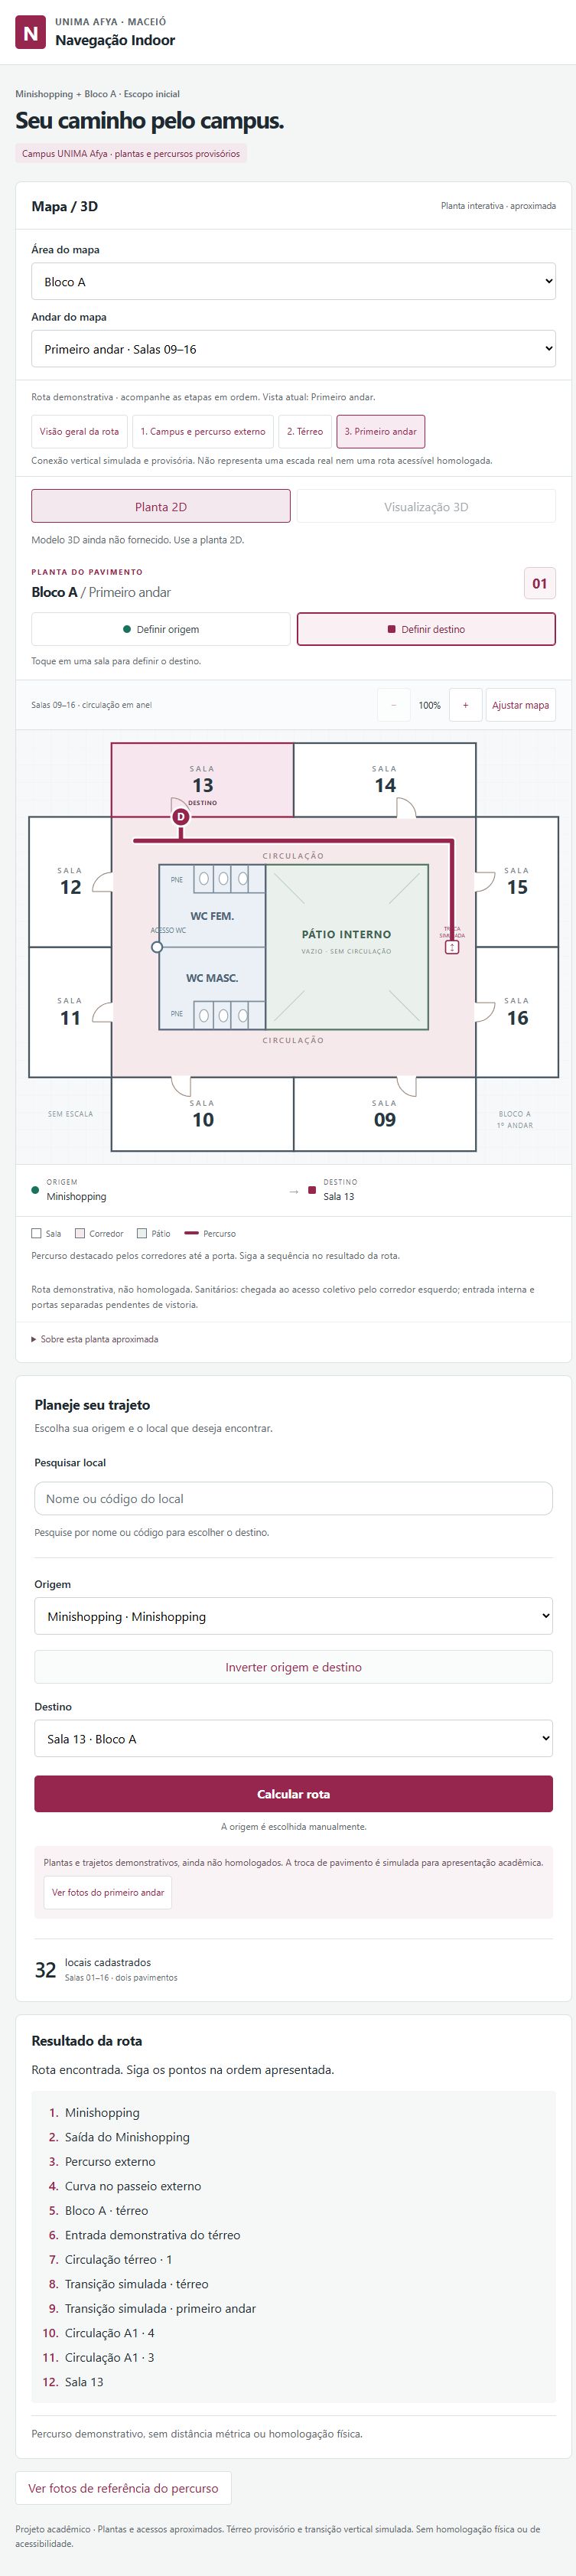 N
UNIMA AFYA · MACEIÓ
Navegação Indoor
Minishopping + Bloco A · Escopo inicial
Seu caminho pelo campus.
Campus UNIMA Afya · plantas e percursos provisórios
Mapa / 3D
Planta interativa · aproximada
Área do mapa
Bloco A
Andar do mapa
Primeiro andar · Salas 09–16
Rota demonstrativa · acompanhe as etapas em ordem. Vista atual: Primeiro andar.
Visão geral da rota
1. Campus e percurso externo
2. Térreo
3. Primeiro andar
Conexão vertical simulada e provisória. Não representa uma escada real nem uma rota acessível homologada.
Planta 2D
Visualização 3D
Modelo 3D ainda não fornecido. Use a planta 2D.
PLANTA DO PAVIMENTO
Bloco A / Primeiro andar
01
Definir origem
Definir destino
Toque em uma sala para definir o destino.
Salas 09–16 · circulação em anel
−
100%
+
Ajustar mapa
SALA
13
DESTINO
D
SALA
14
CIRCULAÇÃO
SALA
12
PNE
WC FEM.
ACESSO WC
PÁTIO INTERNO
VAZIO · SEM CIRCULAÇÃO
SALA
15
WC MASC.
PNE
SALA
11
SALA
16
CIRCULAÇÃO
SALA
10
SALA
09
SEM ESCALA
BLOCO A
1º ANDAR
ORIGEM
Minishopping
→
DESTINO
Sala 13
Sala
Corredor
Pátio
Percurso
Percurso destacado pelos corredores até a porta. Siga a sequência no resultado da rota.
Rota demonstrativa, não homologada. Sanitários: chegada ao acesso coletivo pelo corredor esquerdo; entrada interna e
portas separadas pendentes de vistoria.
Sobre esta planta aproximada
Planeje seu trajeto
Escolha sua origem e o local que deseja encontrar.
Pesquisar local
Nome ou código do local
Pesquise por nome ou código para escolher o destino.
Origem
Minishopping · Minishopping
Inverter origem e destino
Destino
Sala 13 · Bloco A
Calcular rota
A origem é escolhida manualmente.
Plantas e trajetos demonstrativos, ainda não homologados. A troca de pavimento é simulada para apresentação acadêmica.
Ver fotos do primeiro andar
32
locais cadastrados
Salas 01–16 · dois pavimentos
Resultado da rota
Rota encontrada. Siga os pontos na ordem apresentada.
1. Minishopping
2. Saída do Minishopping
3. Percurso externo
4. Curva no passeio externo
5. Bloco A · térreo
6. Entrada demonstrativa do térreo
7. Circulação térreo · 1
8. Transição simulada · térreo
9. Transição simulada · primeiro andar
10. Circulação A1 · 4
11. Circulação A1 · 3
12. Sala 13
Percurso demonstrativo, sem distância métrica ou homologação física.
Ver fotos de referência do percurso
Projeto acadêmico · Plantas e acessos aproximados. Térreo provisório e transição vertical simulada. Sem homologação física ou de
acessibilidade.